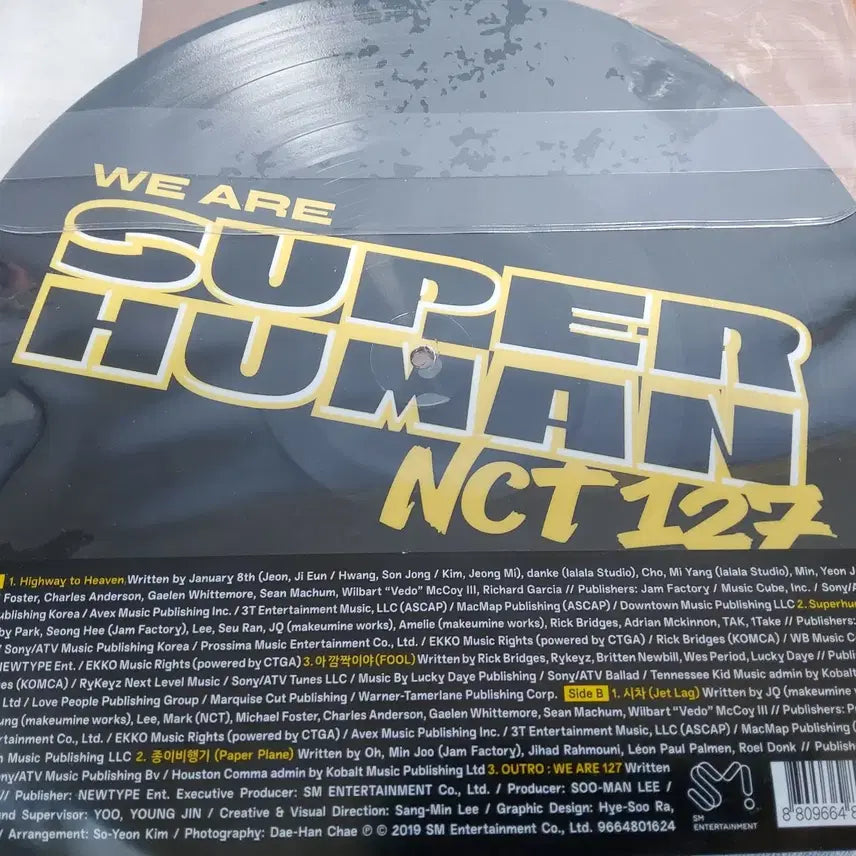 WE ARE
SUPER
HUMAN
NCT 127
1. Highway to Heaven Written by January 8th (Jeon, Ji Eun / Hwang, Son Jong / Kim, Jeong Mi), danke (lalala Studio), Cho, Mi Yang (lalala Studio), Min, Yeon J
Foster, Charles Anderson, Gaelen Whittemore, Sean Machum, Wilbart "Vedo" McCoy III, Richard Garcia // Publishers: Jam Factory / Music Cube, Inc. /
Publishing Korea / Avex Music Publishing Inc. / 3T Entertainment Music, LLC (ASCAP) / MacMap Publishing (ASCAP) / Downtown Music Publishing LLC 2. Superhu
by Park, Seong Hee (Jam Factory), Lee, Seu Ran, JQ (makeumine works), Amelie (makeumine works), Rick Bridges, Adrian Mckinnon, TAK, 1Take // Publishers:
/ Sony/ATV Music Publishing Korea / Prossima Music Entertainment Co., Ltd. / EKKO Music Rights (powered by CTGA) / Rick Bridges (KOMCA) / WB Music C
NEWTYPE Ent. / EKKO Music Rights (powered by CTGA) 3. 아 깜짝이야 (FOOL) Written by Rick Bridges, Rykeyz, Britten Newbill, Wes Period, Lucky Daye // Publish
es (KOMCA) / RyKeyz Next Level Music / Sony/ATV Tunes LLC / Music By Lucky Daye Publishing / Sony/ATV Ballad / Tennessee Kid Music admin by Kobalt
Ltd / Love People Publishing Group / Marquise Cut Publishing / Warner-Tamerlane Publishing Corp. Side B 1. 시차 (Jet Lag) Written by JQ (makeumine w
ung (makeumine works), Lee, Mark (NCT), Michael Foster, Charles Anderson, Gaelen Whittemore, Sean Machum, Wilbart "Vedo" McCoy III // Publishers: P
rtainment Co., Ltd. / EKKO Music Rights (powered by CTGA) / Avex Music Publishing Inc. / 3T Entertainment Music, LLC (ASCAP) / MacMap Publishing
n Music Publishing LLC 2. 종이비행기 (Paper Plane) Written by Oh, Min Joo (Jam Factory), Jihad Rahmouni, Léon Paul Palmen, Roel Donk // Publish
ny/ATV Music Publishing Bv / Houston Comma admin by Kobalt Music Publishing Ltd 3. OUTRO : WE ARE 127 Written
// Publisher: NEWTYPE Ent. Executive Producer: SM ENTERTAINMENT Co., Ltd. / Producer: SOO-MAN LEE /
nd Supervisor: YOO, YOUNG JIN / Creative & Visual Direction: Sang-Min Lee / Graphic Design: Hye-Soo Ra,
/ Arrangement: So-Yeon Kim / Photography: Dae-Han Chae ℗ © 2019 SM Entertainment Co., Ltd. 9664801624
SM
SM
ENTERTAINMENT
8 809664 8